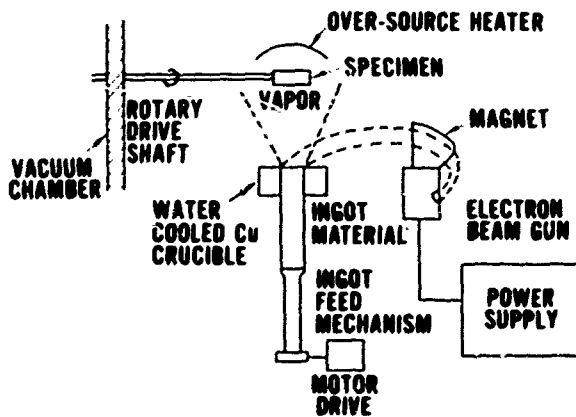 OVER-SOURCE HEATER
SPECIMEN
VAPOR
ROTARY
DRIVE
SHAFT
MAGNET
VACUUM
CHAMBER
WATER
COOLED Cu
CRUCIBLE
INGOT
MATERIAL
ELECTRON
BEAM GUN
INGOT
FEED
MECHANISM
POWER
SUPPLY
MOTOR
DRIVE